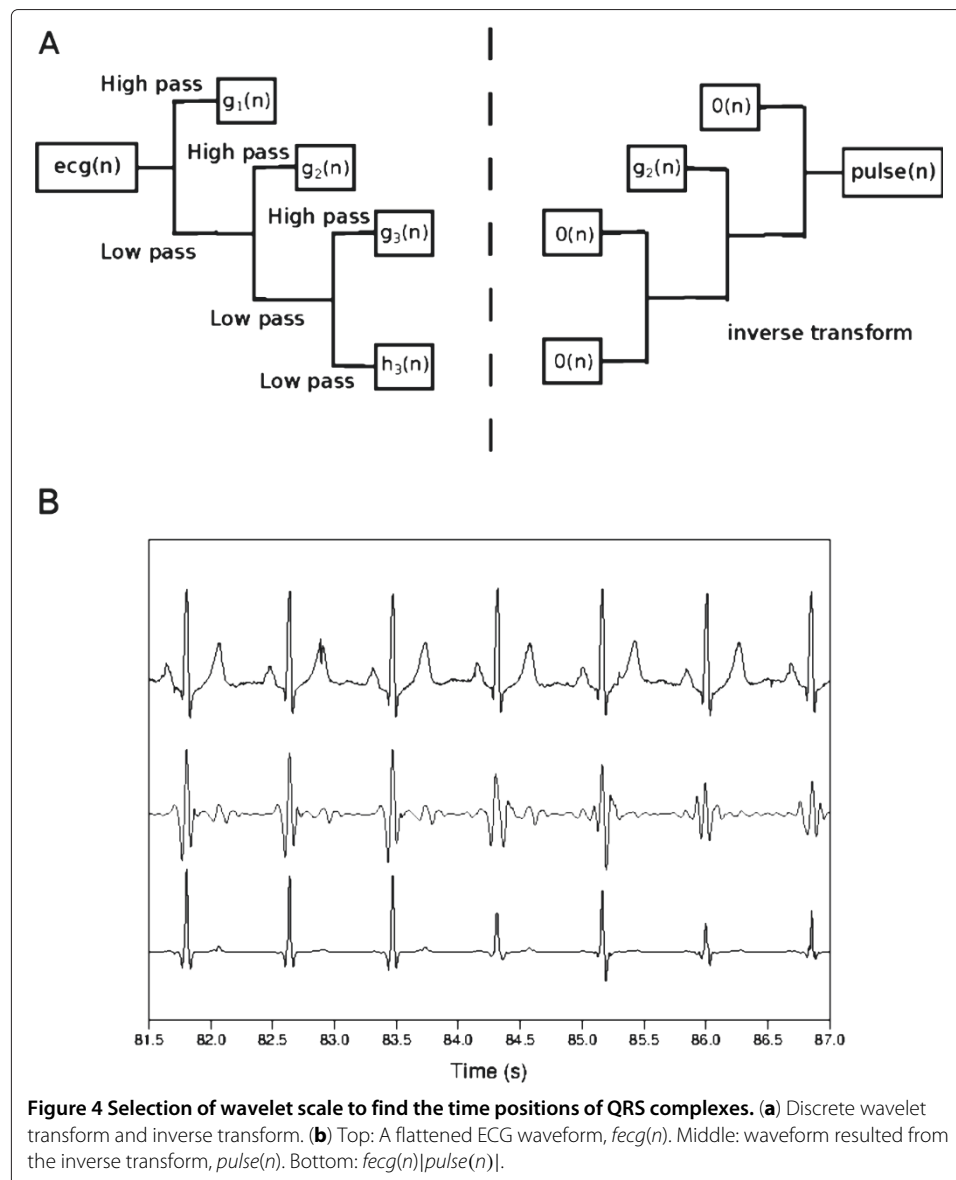 A
High pass
g₁(n)
0(n)
ecg(n)
High pass
g₂(n)
g₂(n)
pulse(n)
High pass
g₃(n)
0(n)
Low pass
Low pass
inverse transform
Low pass
h₃(n)
0(n)
B
81.5 82.0 82.5 83.0 83.5 84.0 84.5 85.0 85.5 86.0 86.5 87.0
Time (s)
Figure 4 Selection of wavelet scale to find the time positions of QRS complexes. (a) Discrete wavelet
transform and inverse transform. (b) Top: A flattened ECG waveform, fecg(n). Middle: waveform resulted from
the inverse transform, pulse(n). Bottom: fecg(n)|pulse(n)|.